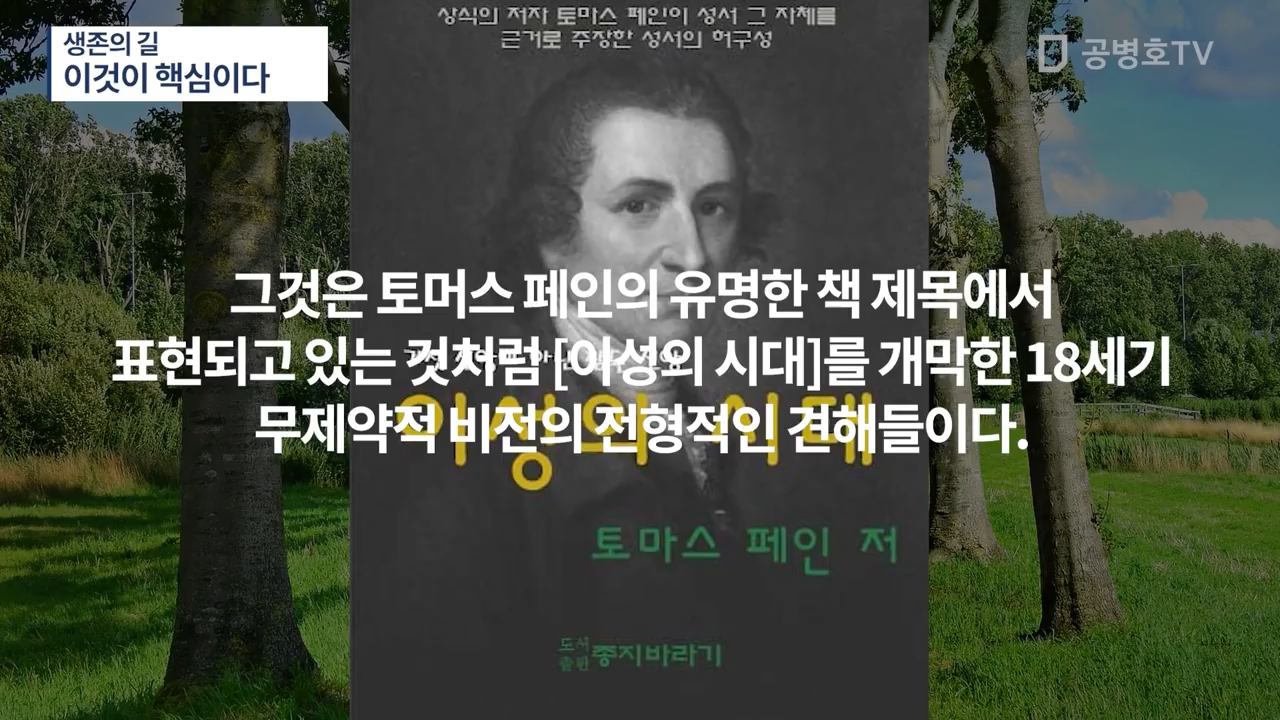 상식의 저자 토마스 페인이 성서 그 자체를
근거로 주장한 성서의 허구성
생존의 길
이것이 핵심이다
공병호TV
그것은 토머스 페인의 유명한 책 제목에서
표현되고 있는 것처럼 [이성의 시대]를 개막한 18세기
무제약적 비전의 전형적인 견해들이다.
이성의 시대
토마스 페인 저
도서
출판 종지바라기